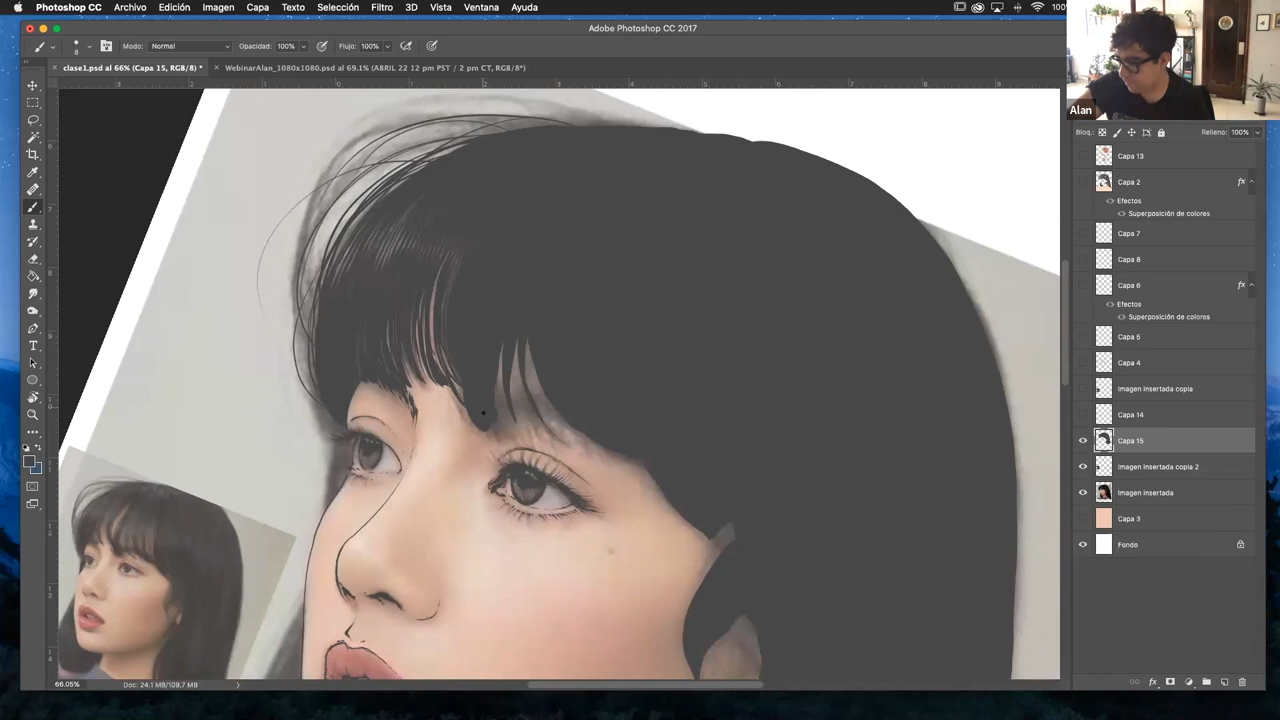 Photoshop CC Archivo Edición Imagen Capa Texto Selección Filtro 3D Vista Ventana Ayuda 100%
Adobe Photoshop CC 2017
8 Modo: Normal Opacidad: 100% Flujo: 100%
clase1.psd al 66% (Capa 15, RGB/8) * WebinarAlan_1080x1080.psd al 69.1% (ABRIL 22 12 pm PST / 2 pm CT, RGB/8*)
Alan
Bloq.: Relleno: 100%
Capa 13
Capa 2 fx
Efectos
Superposición de colores
Capa 7
Capa 8
Capa 6 fx
Efectos
Superposición de colores
Capa 5
Capa 4
Imagen insertada copia
Capa 14
Capa 15
Imagen insertada copia 2
Imagen insertada
Capa 3
Fondo
66.05% Doc: 24.1 MB/109.7 MB